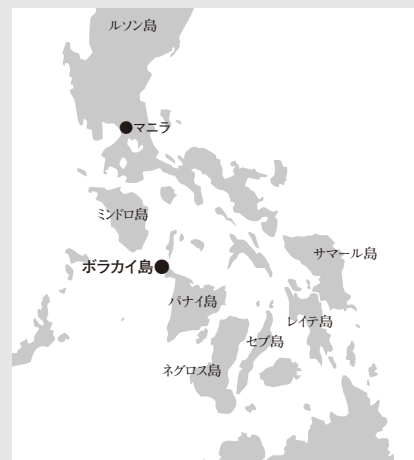 ルソン島
マニラ
ミンドロ島
サマール島
ボラカイ島
パナイ島
レイテ島
セブ島
ネグロス島